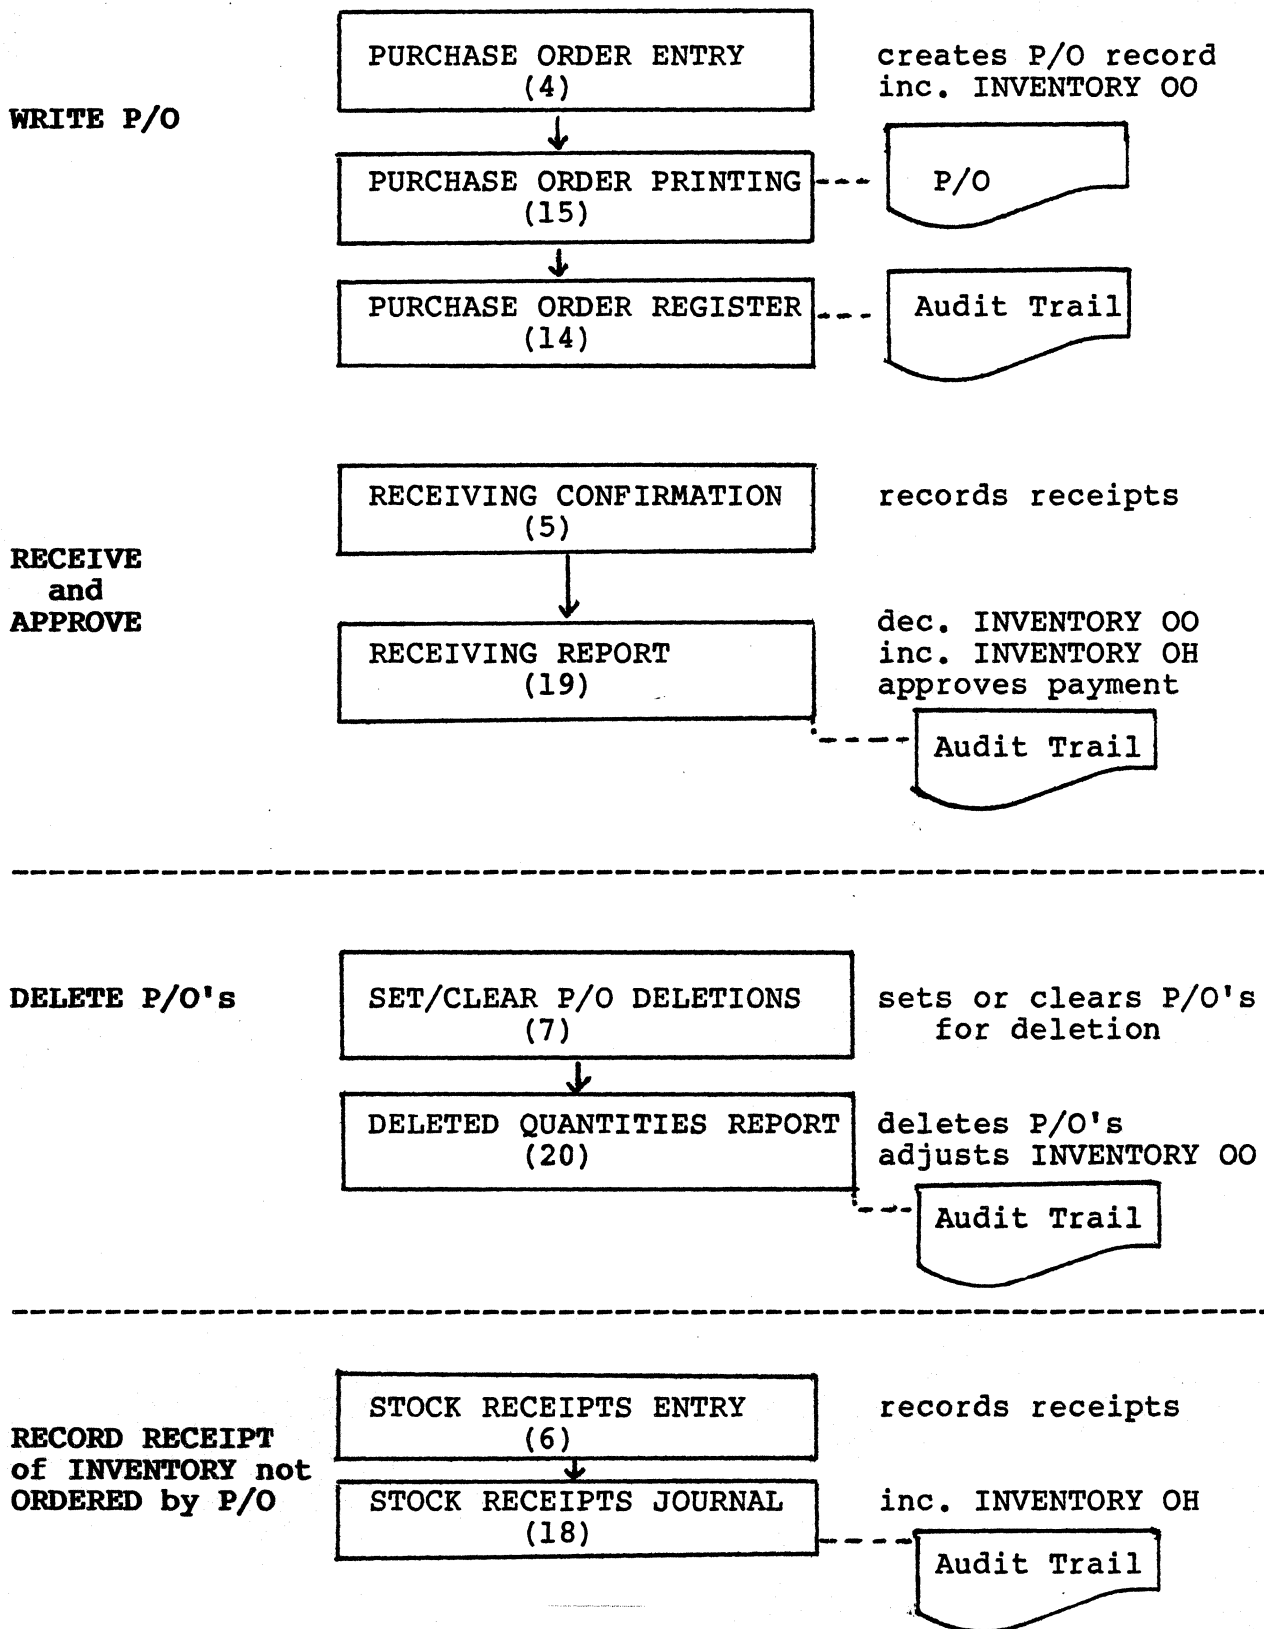 PURCHASE ORDER ENTRY
(4)
creates P/O record
inc. INVENTORY OO
WRITE P/O
PURCHASE ORDER PRINTING
(15)
P/O
PURCHASE ORDER REGISTER
(14)
Audit Trail
RECEIVING CONFIRMATION
(5)
records receipts
RECEIVE
and
APPROVE
RECEIVING REPORT
(19)
dec. INVENTORY OO
inc. INVENTORY OH
approves payment
Audit Trail
DELETE P/O's
SET/CLEAR P/O DELETIONS
(7)
sets or clears P/O's
for deletion
DELETED QUANTITIES REPORT
(20)
deletes P/O's
adjusts INVENTORY OO
Audit Trail
STOCK RECEIPTS ENTRY
(6)
records receipts
RECORD RECEIPT
of INVENTORY not
ORDERED by P/O
STOCK RECEIPTS JOURNAL
(18)
inc. INVENTORY OH
Audit Trail